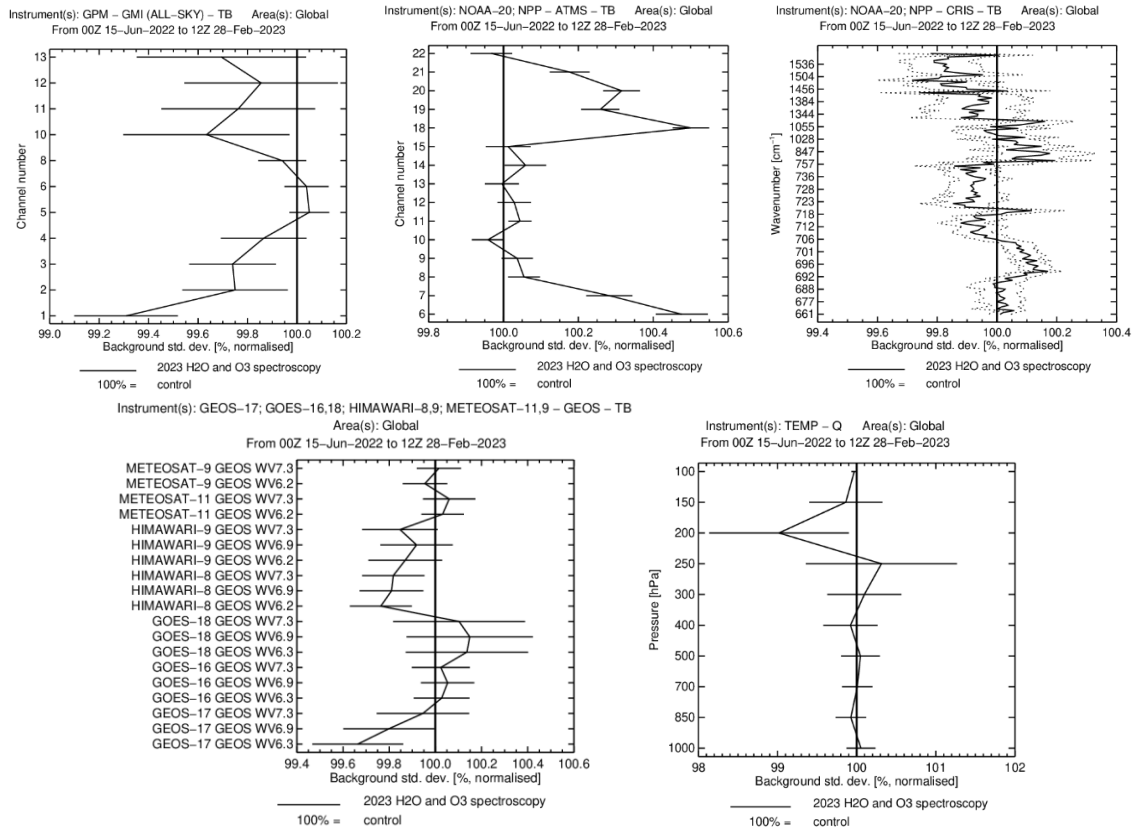 Instrument(s): GPM – GMI (ALL-SKY) – TB Area(s): Global
From 00Z 15–Jun–2022 to 12Z 28–Feb–2023
Channel number
13
12
11
10
8
6
5
4
3
2
1
99.0 99.2 99.4 99.6 99.8 100.0 100.2
Background std. dev. [%, normalised]
2023 H2O and O3 spectroscopy
100% = control
Instrument(s): NOAA–20; NPP – ATMS – TB Area(s): Global
From 00Z 15–Jun–2022 to 12Z 28–Feb–2023
Channel number
22
21
20
19
18
15
14
13
12
11
10
9
8
7
6
99.8 100.0 100.2 100.4 100.6
Background std. dev. [%, normalised]
2023 H2O and O3 spectroscopy
100% = control
Instrument(s): NOAA–20; NPP – CRIS – TB Area(s): Global
From 00Z 15–Jun–2022 to 12Z 28–Feb–2023
Wavenumber [cm⁻¹]
1536
1504
1456
1384
1344
1055
1028
847
757
736
728
723
718
712
706
701
696
692
688
677
661
99.4 99.6 99.8 100.0 100.2 100.4
Background std. dev. [%, normalised]
2023 H2O and O3 spectroscopy
100% = control
Instrument(s): GEOS–17; GOES–16,18; HIMAWARI–8,9; METEOSAT–11,9 – GEOS – TB
Area(s): Global
From 00Z 15–Jun–2022 to 12Z 28–Feb–2023
METEOSAT–9 GEOS WV7.3
METEOSAT–9 GEOS WV6.2
METEOSAT–11 GEOS WV7.3
METEOSAT–11 GEOS WV6.2
HIMAWARI–9 GEOS WV7.3
HIMAWARI–9 GEOS WV6.9
HIMAWARI–9 GEOS WV6.2
HIMAWARI–8 GEOS WV7.3
HIMAWARI–8 GEOS WV6.9
HIMAWARI–8 GEOS WV6.2
GOES–18 GEOS WV7.3
GOES–18 GEOS WV6.9
GOES–18 GEOS WV6.3
GOES–16 GEOS WV7.3
GOES–16 GEOS WV6.9
GOES–16 GEOS WV6.3
GEOS–17 GEOS WV7.3
GEOS–17 GEOS WV6.9
GEOS–17 GEOS WV6.3
99.4 99.6 99.8 100.0 100.2 100.4 100.6
Background std. dev. [%, normalised]
2023 H2O and O3 spectroscopy
100% = control
Instrument(s): TEMP – Q Area(s): Global
From 00Z 15–Jun–2022 to 12Z 28–Feb–2023
Pressure [hPa]
100
150
200
250
300
400
500
700
850
1000
98 99 100 101 102
Background std. dev. [%, normalised]
2023 H2O and O3 spectroscopy
100% = control